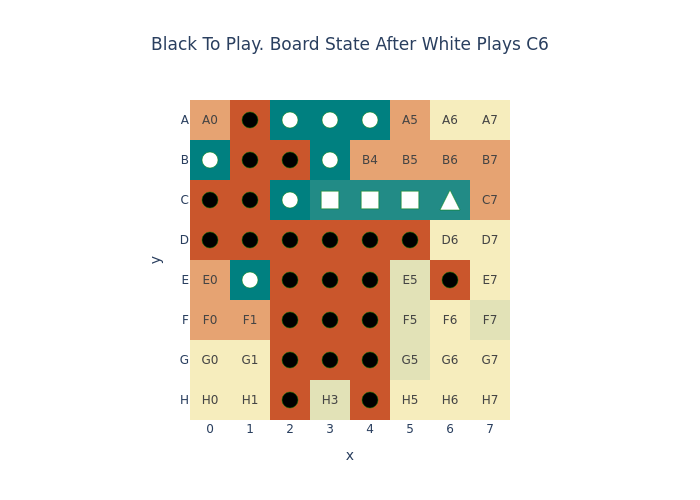 Black To Play. Board State After White Plays C6
A A0 A5 A6 A7
B B4 B5 B6 B7
C C7
D D6 D7
E E0 E5 E7
F F0 F1 F5 F6 F7
G G0 G1 G5 G6 G7
H H0 H1 H3 H5 H6 H7
0 1 2 3 4 5 6 7
x
y